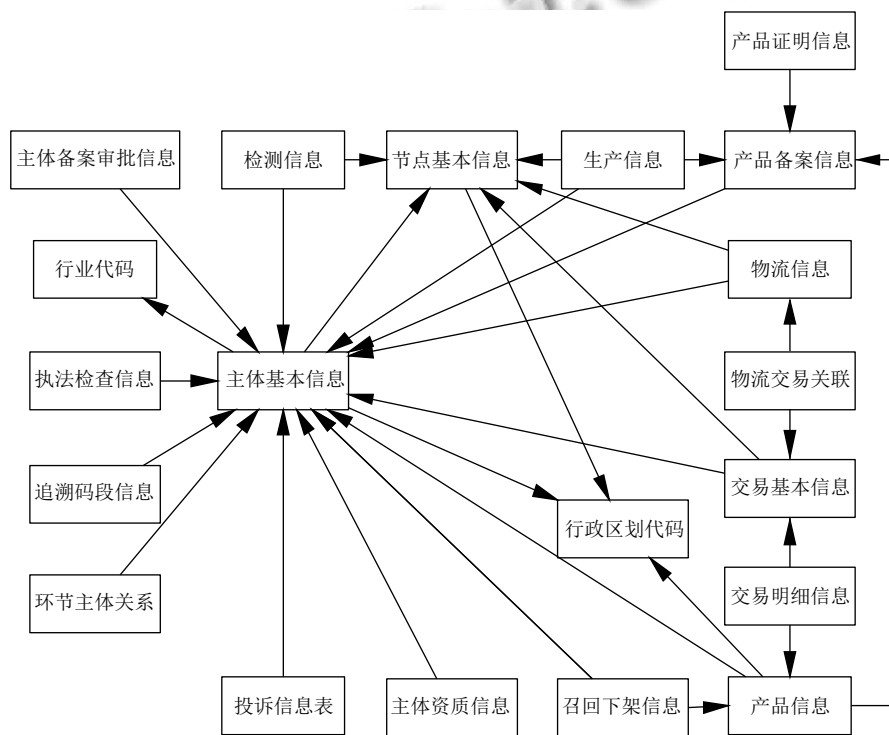 产品证明信息
主体备案审批信息
检测信息
节点基本信息
生产信息
产品备案信息
行业代码
物流信息
执法检查信息
主体基本信息
物流交易关联
追溯码段信息
交易基本信息
行政区划代码
环节主体关系
交易明细信息
投诉信息表
主体资质信息
召回下架信息
产品信息